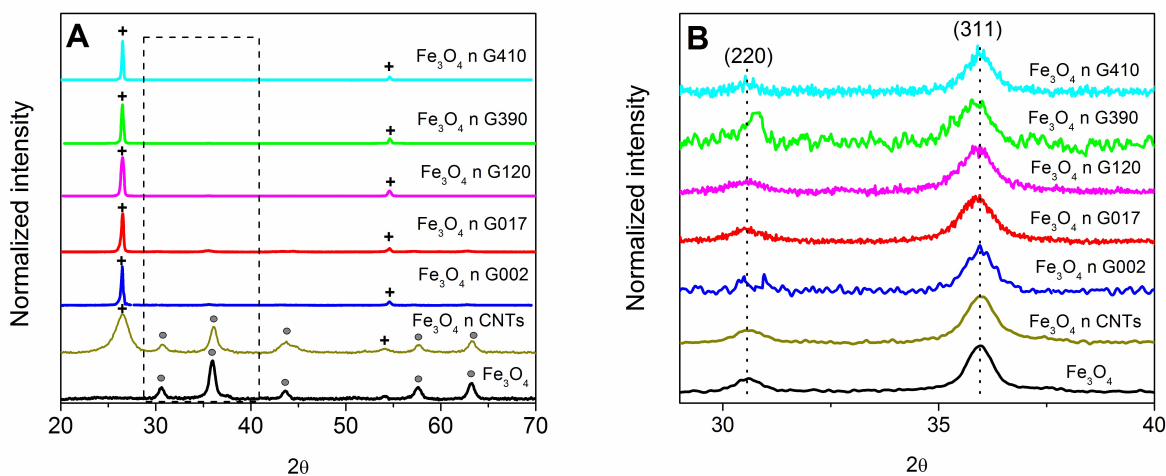 A
Fe3O4 n G410
Fe3O4 n G390
Fe3O4 n G120
Fe3O4 n G017
Fe3O4 n G002
Fe3O4 n CNTs
Fe3O4
Normalized intensity
20 30 40 50 60 70
2θ
B
(220)
(311)
Fe3O4 n G410
Fe3O4 n G390
Fe3O4 n G120
Fe3O4 n G017
Fe3O4 n G002
Fe3O4 n CNTs
Fe3O4
Normalized intensity
30 35 40
2θ